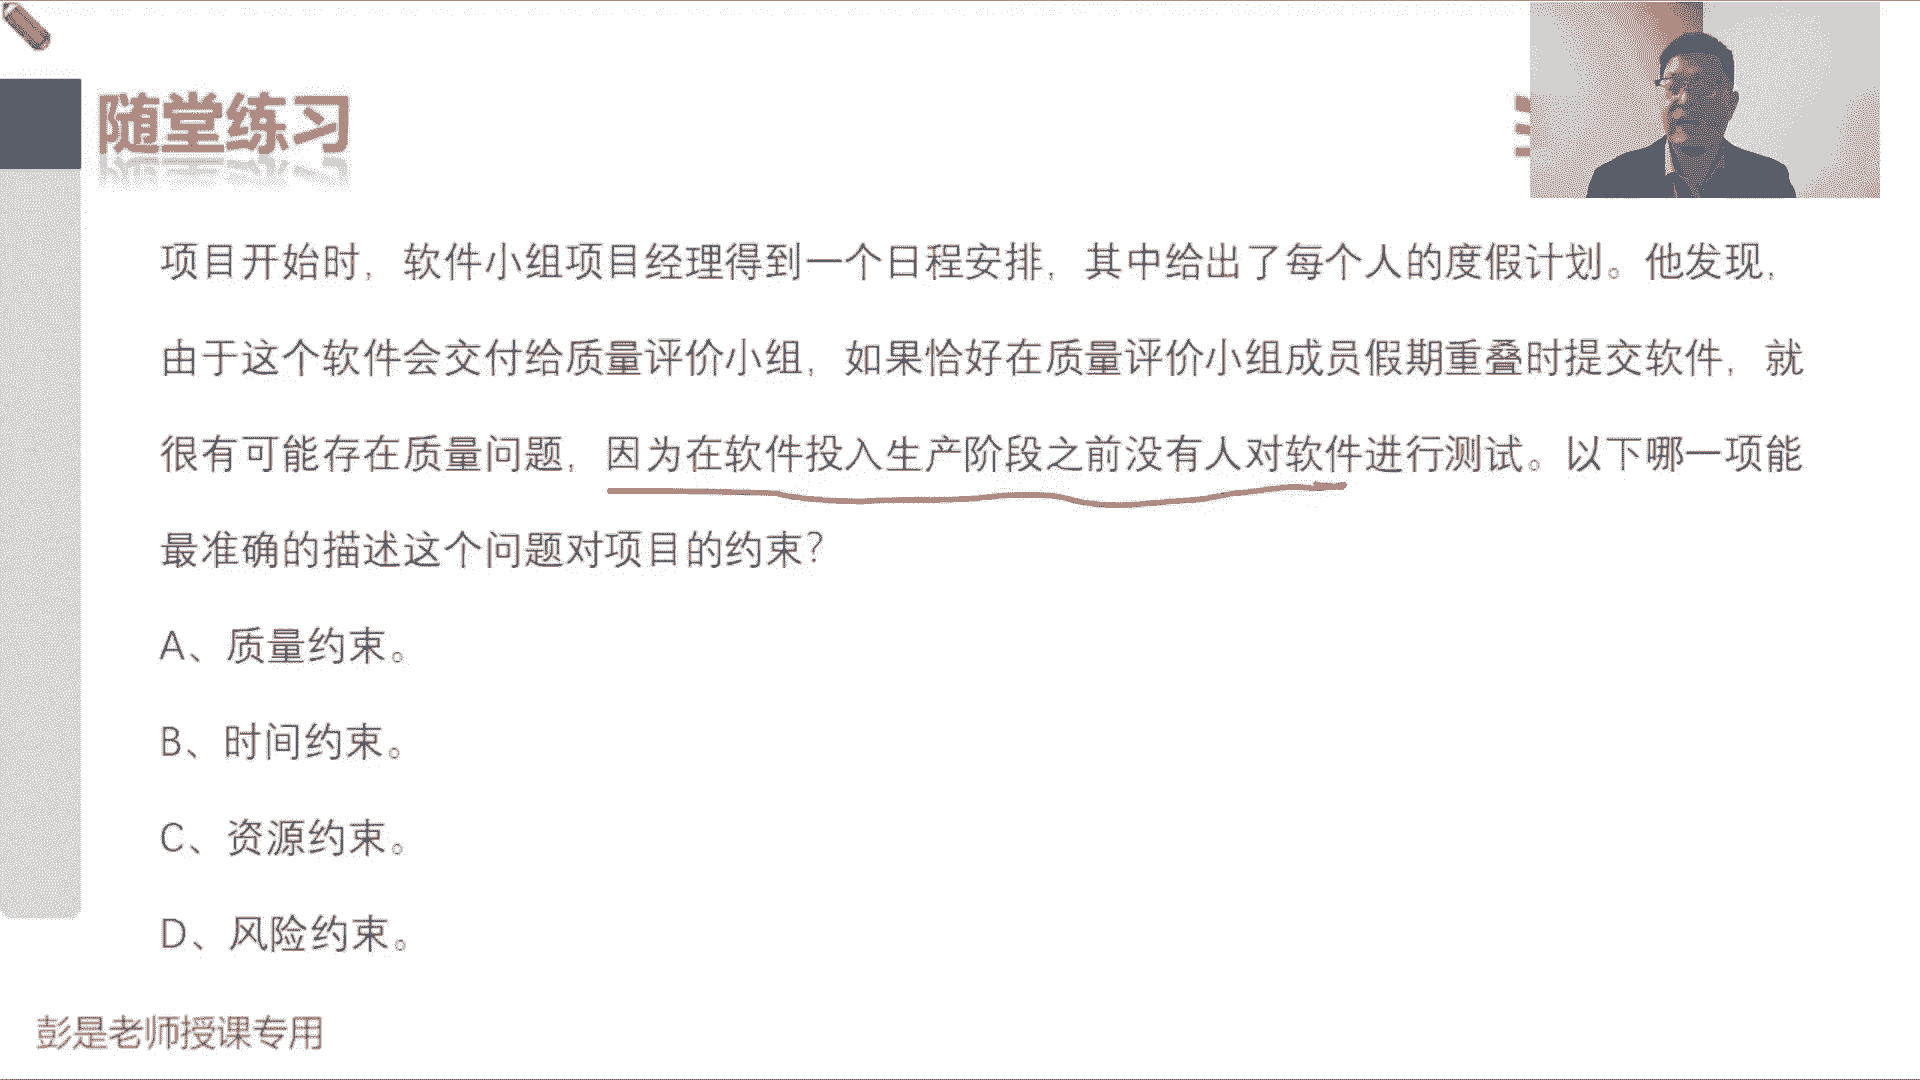 随堂练习
项目开始时，软件小组项目经理得到一个日程安排，其中给出了每个人的度假计划。他发现，
由于这个软件会交付给质量评价小组，如果恰好在质量评价小组成员假期重叠时提交软件，就
很有可能存在质量问题，因为在软件投入生产阶段之前没有人对软件进行测试。以下哪一项能
最准确的描述这个问题对项目的约束？
A、质量约束。
B、时间约束。
C、资源约束。
D、风险约束。
彭是老师授课专用